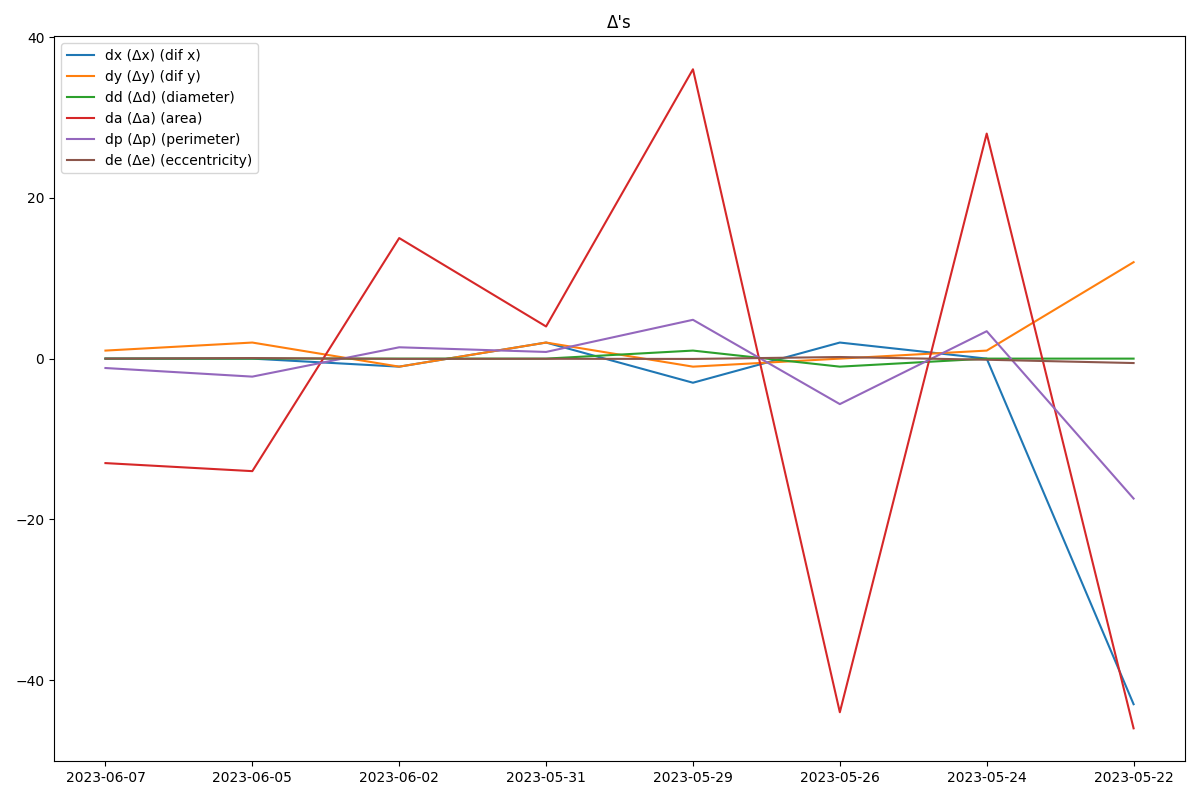 Δ's
dx (Δx) (dif x)
dy (Δy) (dif y)
dd (Δd) (diameter)
da (Δa) (area)
dp (Δp) (perimeter)
de (Δe) (eccentricity)
40
20
0
−20
−40
2023-06-07 2023-06-05 2023-06-02 2023-05-31 2023-05-29 2023-05-26 2023-05-24 2023-05-22